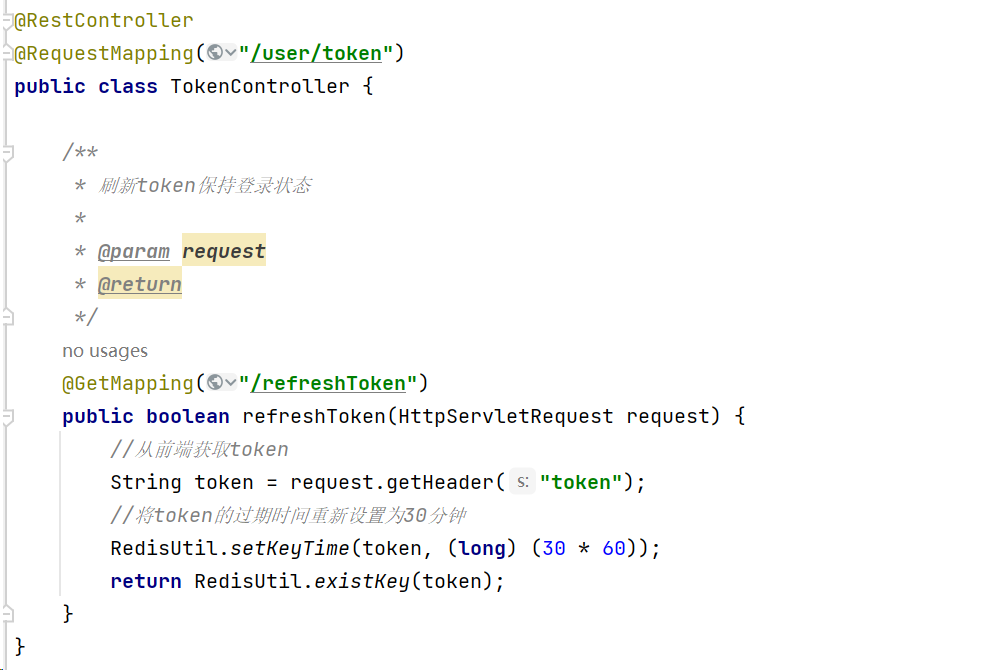 @RestController
@RequestMapping("/user/token")
public class TokenController {
/**
* 刷新token保持登录状态
*
* @param request
* @return
*/
no usages
@GetMapping("/refreshToken")
public boolean refreshToken(HttpServletRequest request) {
//从前端获取token
String token = request.getHeader( s: "token");
//将token的过期时间重新设置为30分钟
RedisUtil.setKeyTime(token, (long) (30 * 60));
return RedisUtil.existKey(token);
}
}